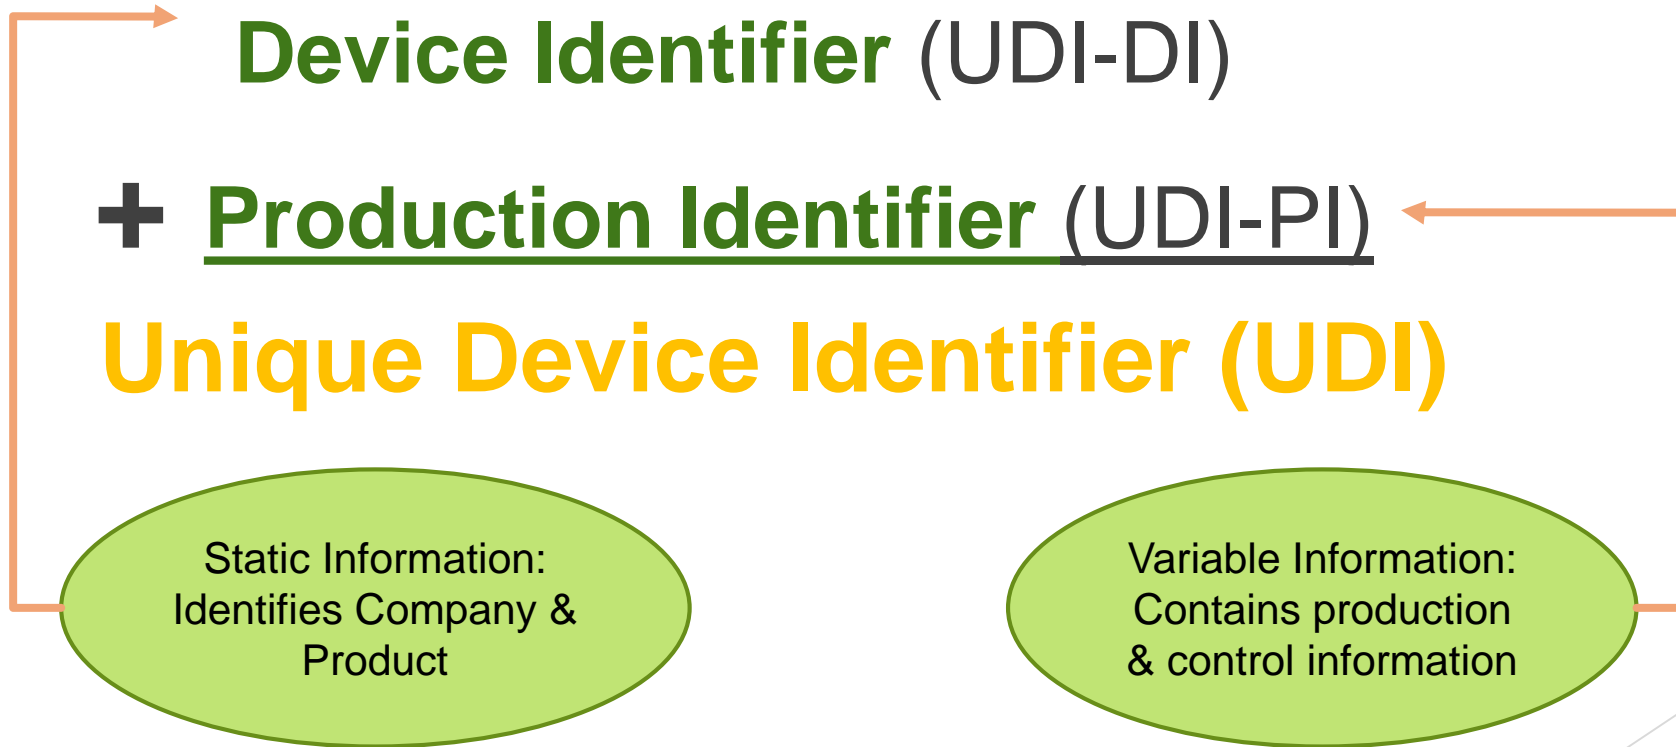 Device Identifier (UDI-DI)
+ Production Identifier (UDI-PI)
Unique Device Identifier (UDI)
Static Information:
Identifies Company &
Product
Variable Information:
Contains production
& control information